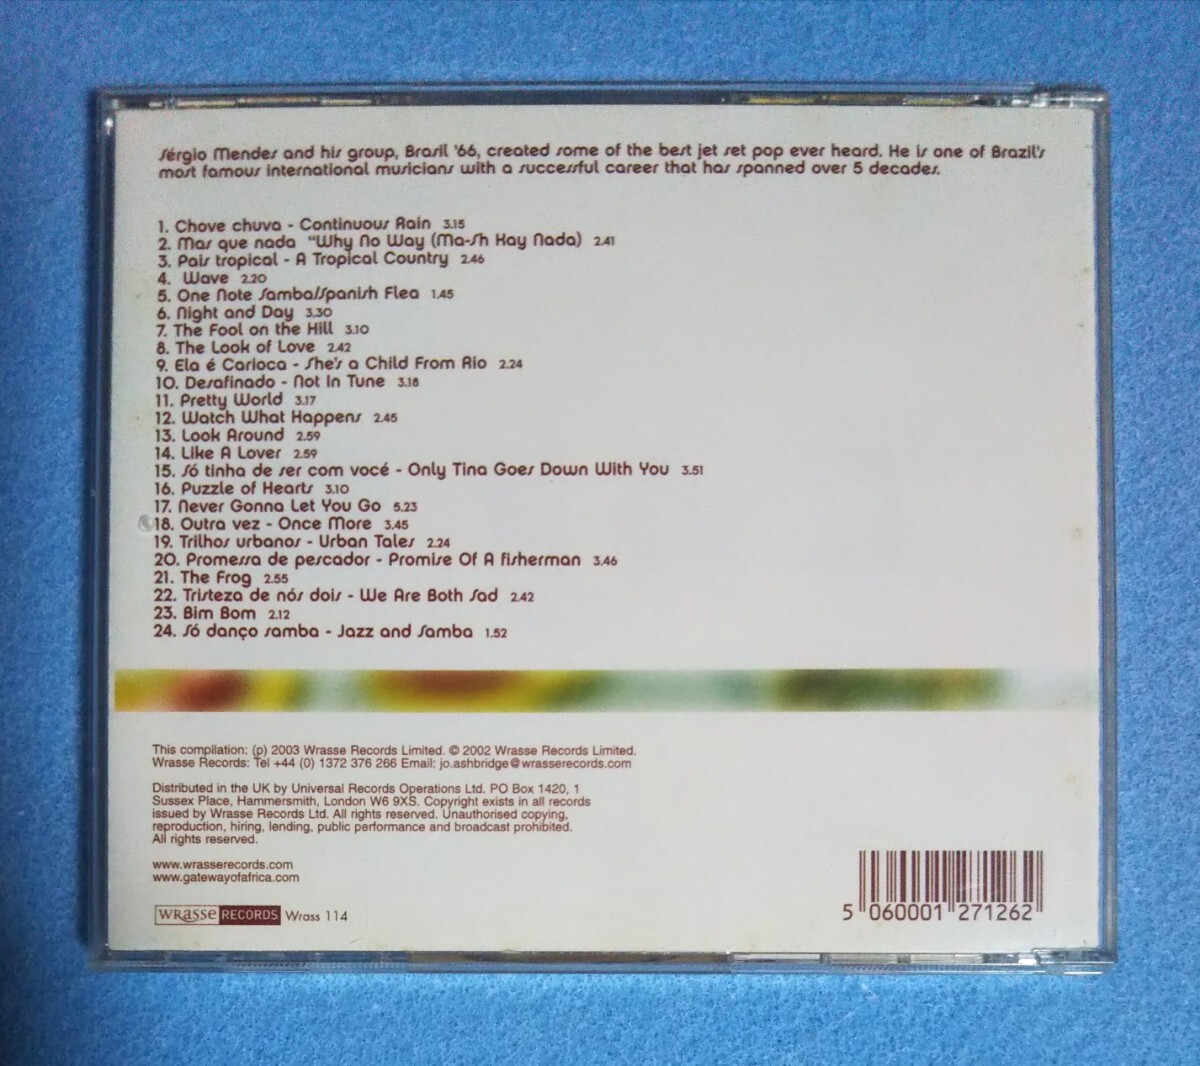 Sérgio Mendes and his group, Brasil '66, created some of the best jet set pop ever heard. He is one of Brazil's
most famous international musicians with a successful career that has spanned over 5 decades.
1. Chove chuva - Continuous Rain 3.15
2. Mas que nada "Why No Way (Ma-sh Kay Nada) 2.41
3. Pais tropical - A Tropical Country 2.46
4. Wave 2.20
5. One Note Samba/Spanish Flea 1.45
6. Night and Day 3.30
7. The Fool on the Hill 3.10
8. The Look of Love 2.42
9. Ela é Carioca - She's a Child From Rio 2.24
10. Desafinado - Not In Tune 3.18
11. Pretty World 3.17
12. Watch What Happens 2.45
13. Look Around 2.59
14. Like A Lover 2.59
15. Só tinha de ser com vocé - Only Tina Goes Down With You 3.51
16. Puzzle of Hearts 3.10
17. Never Gonna Let You Go 5.23
18. Outra vez - Once More 3.45
19. Trilhos urbanos - Urban Tales 2.24
20. Promessa de pescador - Promise Of A fisherman 3.46
21. The Frog 2.55
22. Tristeza de nós dois - We Are Both Sad 2.42
23. Bim Bom 2.12
24. Só danço samba - Jazz and Samba 1.52
This compilation: (p) 2003 Wrasse Records Limited. © 2002 Wrasse Records Limited.
Wrasse Records: Tel +44 (0) 1372 376 266 Email: jo.ashbridge@wrasserecords.com
Distributed in the UK by Universal Records Operations Ltd. PO Box 1420, 1
Sussex Place, Hammersmith, London W6 9XS. Copyright exists in all records
issued by Wrasse Records Ltd. All rights reserved. Unauthorised copying,
reproduction, hiring, lending, public performance and broadcast prohibited.
All rights reserved.
www.wrasserecords.com
www.gatewayofafrica.com
WRASSE RECORDS Wrass 114
5 060001 271262